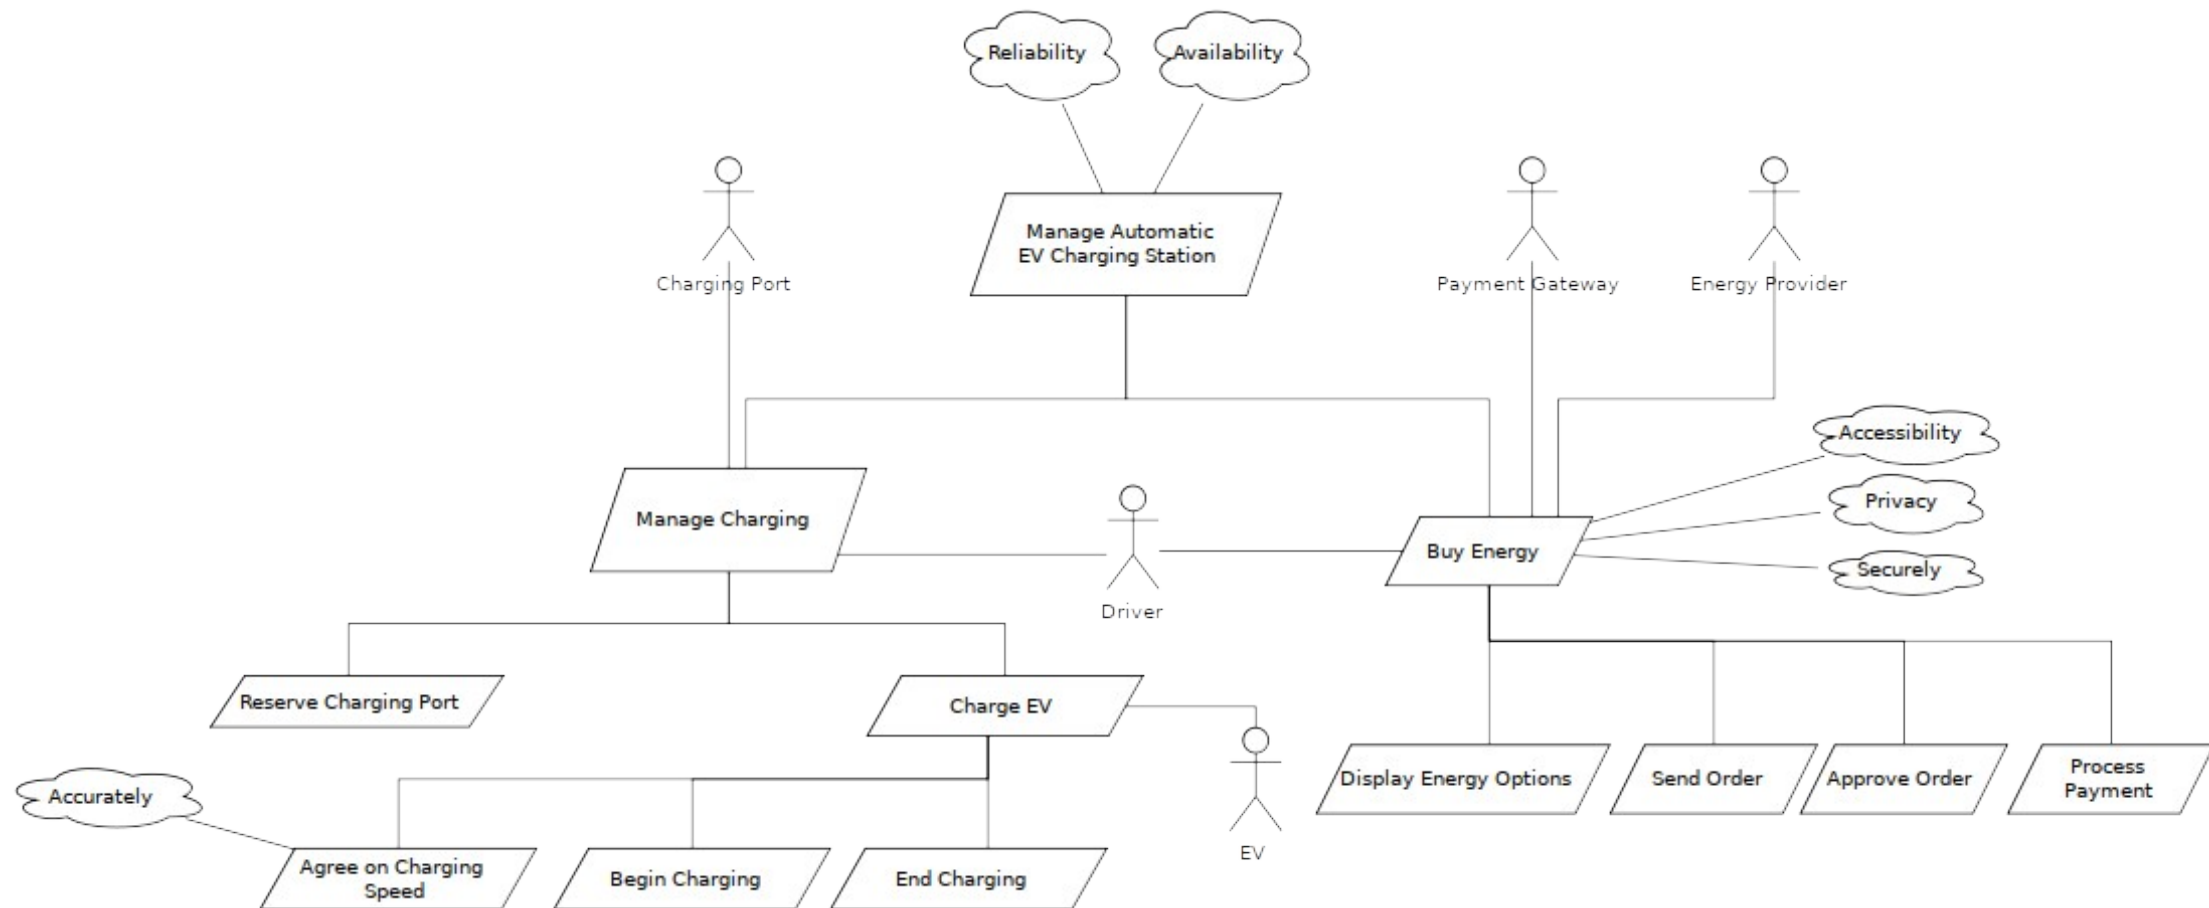 Reliability
Availability
Manage Automatic
EV Charging Station
Charging Port
Payment Gateway
Energy Provider
Accessibility
Privacy
Securely
Manage Charging
Driver
Buy Energy
Reserve Charging Port
Charge EV
EV
Display Energy Options
Send Order
Approve Order
Process
Payment
Accurately
Agree on Charging
Speed
Begin Charging
End Charging